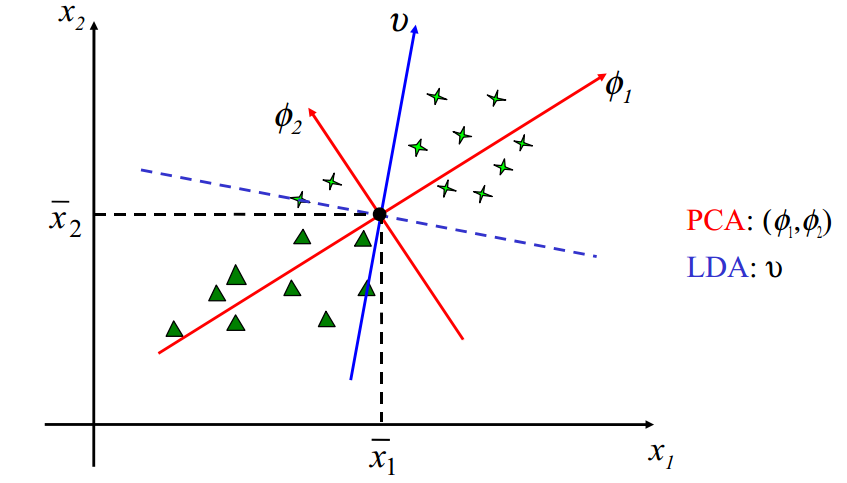 x₂
υ
ϕ₁
ϕ₂
x̄₂
PCA: (ϕ₁,ϕ₂)
LDA: υ
x̄₁
x₁